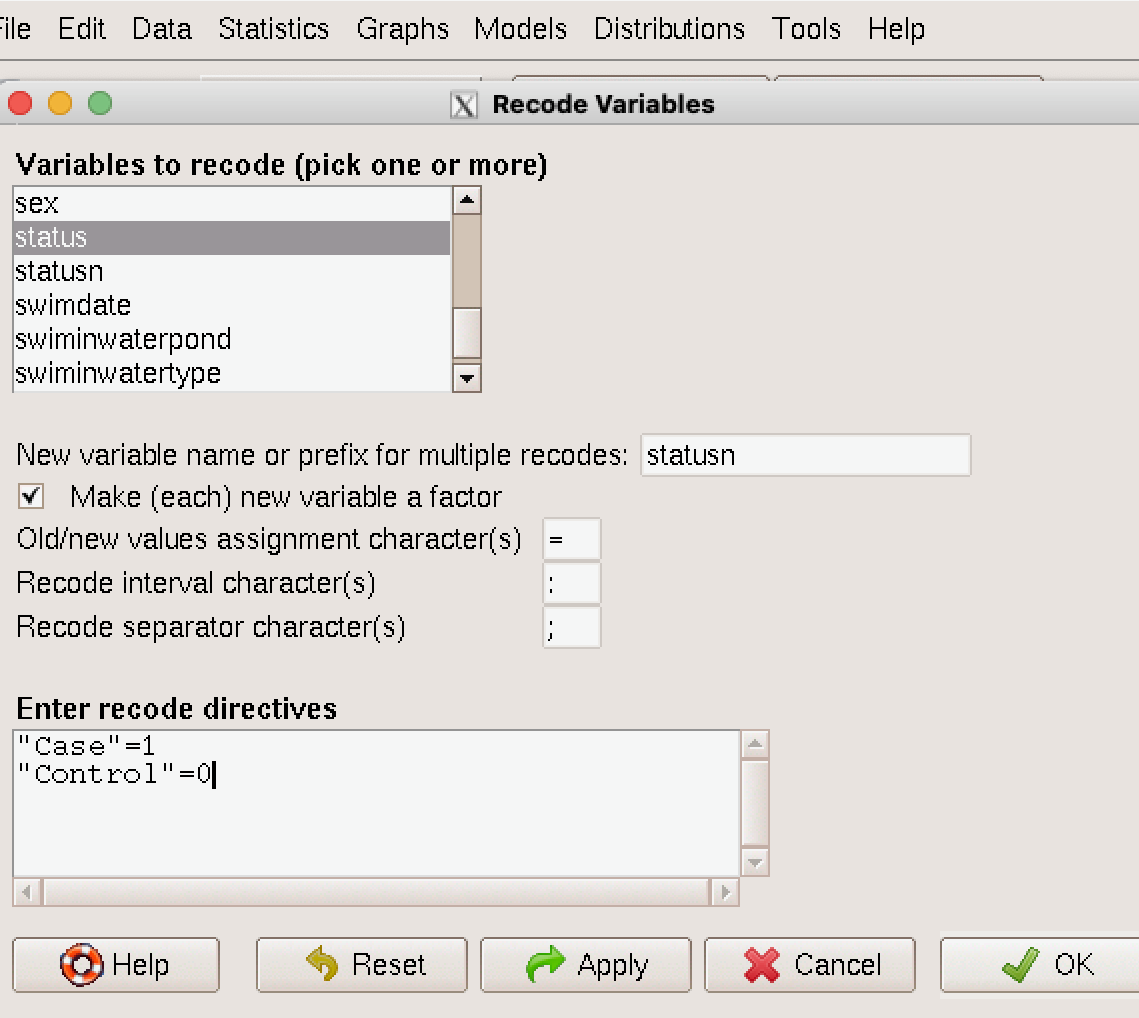 File Edit Data Statistics Graphs Models Distributions Tools Help
X Recode Variables
Variables to recode (pick one or more)
sex
status
statusn
swimdate
swiminwaterpond
swiminwatertype
New variable name or prefix for multiple recodes: statusn
Make (each) new variable a factor
Old/new values assignment character(s) =
Recode interval character(s) :
Recode separator character(s) ;
Enter recode directives
"Case"=1
"Control"=0
Help Reset Apply Cancel OK